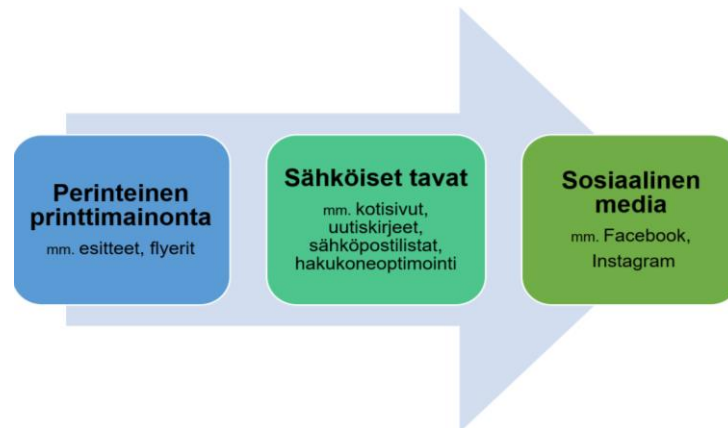 Perinteinen
printtimainonta
mm. esitteet, flyerit
Sähköiset tavat
mm. kotisivut,
uutiskirjeet,
sähköpostilistat,
hakukoneoptimointi
Sosiaalinen
media
mm. Facebook,
Instagram